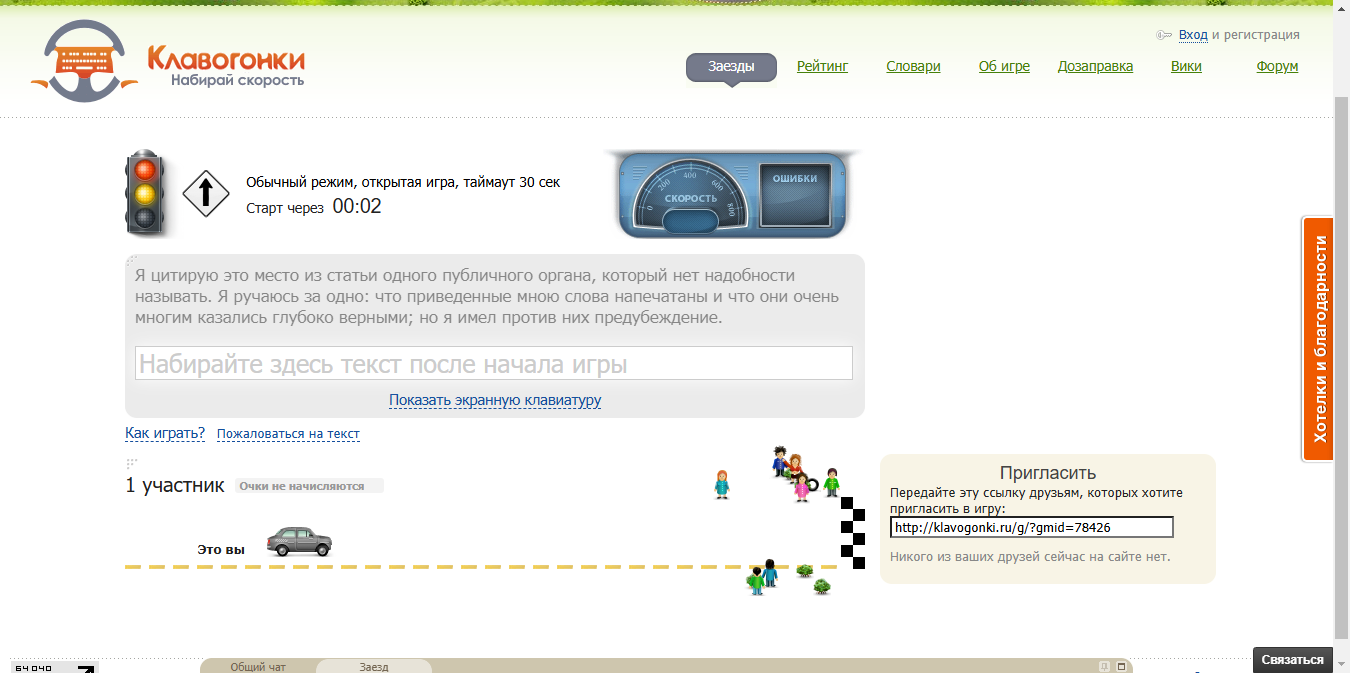 Клавогонки
Набирай скорость
Вход и регистрация
Заезды Рейтинг Словари Об игре Дозаправка Вики Форум
Обычный режим, открытая игра, таймаут 30 сек
Старт через 00:02
0 200 400 600 800
СКОРОСТЬ
ОШИБКИ
Я цитирую это место из статьи одного публичного органа, который нет надобности
называть. Я ручаюсь за одно: что приведенные мною слова напечатаны и что они очень
многим казались глубоко верными; но я имел против них предубеждение.
Набирайте здесь текст после начала игры
Показать экранную клавиатуру
Как играть? Пожаловаться на текст
1 участник Очки не начисляются
Это вы
Пригласить
Передайте эту ссылку друзьям, которых хотите
пригласить в игру:
http://klavogonki.ru/g/?gmid=78426
Никого из ваших друзей сейчас на сайте нет.
Хотелки и благодарности
Общий чат Заезд
Связаться